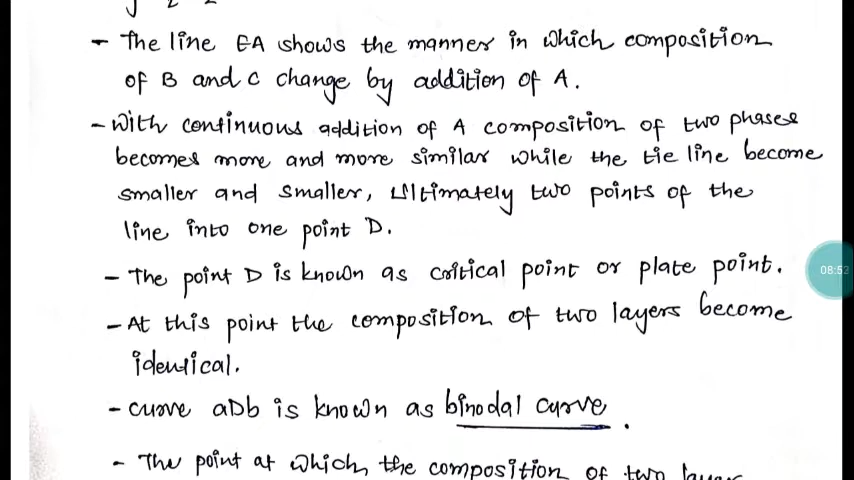 - The line EA shows the manner in which composition
of B and C change by addition of A.
- With continuous addition of A composition of two phases
becomes more and more similar while the tie line become
smaller and smaller, Ultimately two points of the
line into one point D.
- The point D is known as critical point or plate point.
08:52
- At this point the composition of two layers become
identical.
- curve aDb is known as binodal curve.
- The point at which the composition of two layer